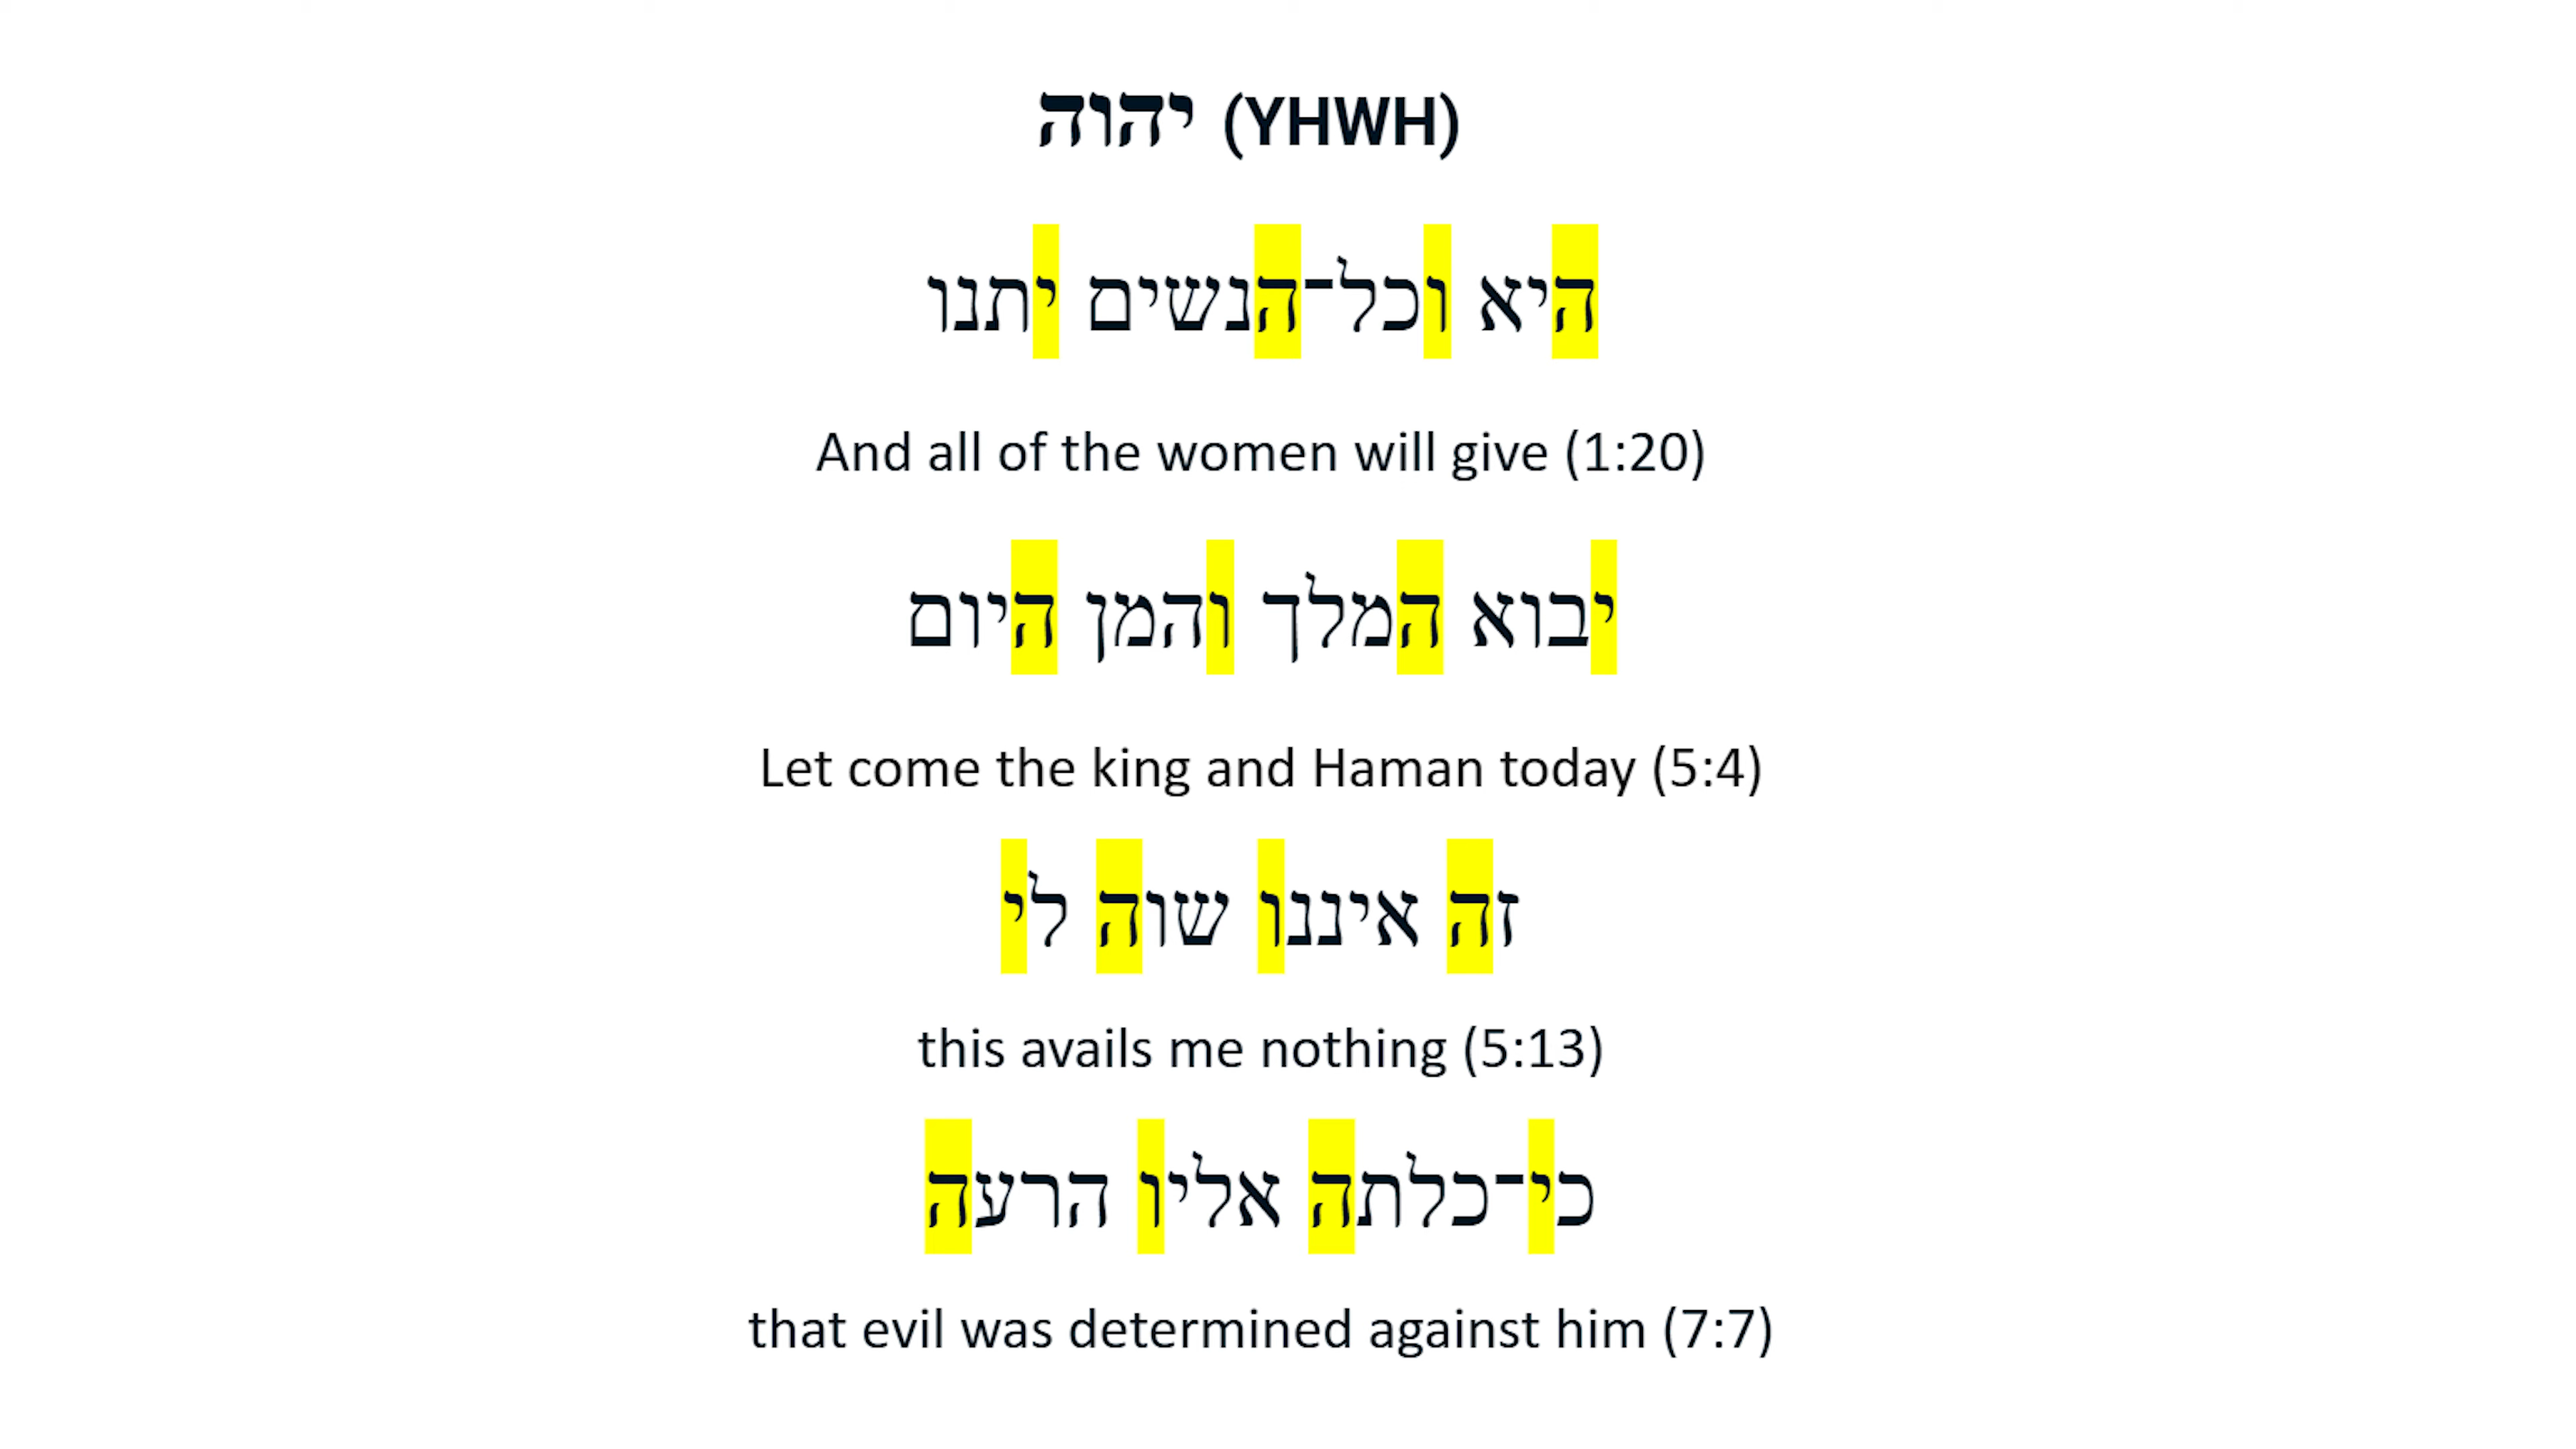 יהוה (YHWH)
היא וכל־הנשים יתנו
And all of the women will give (1:20)
יבוא המלך והמן היום
Let come the king and Haman today (5:4)
זה איננו שוה לי
this avails me nothing (5:13)
כי־כלתה אליו הרעה
that evil was determined against him (7:7)